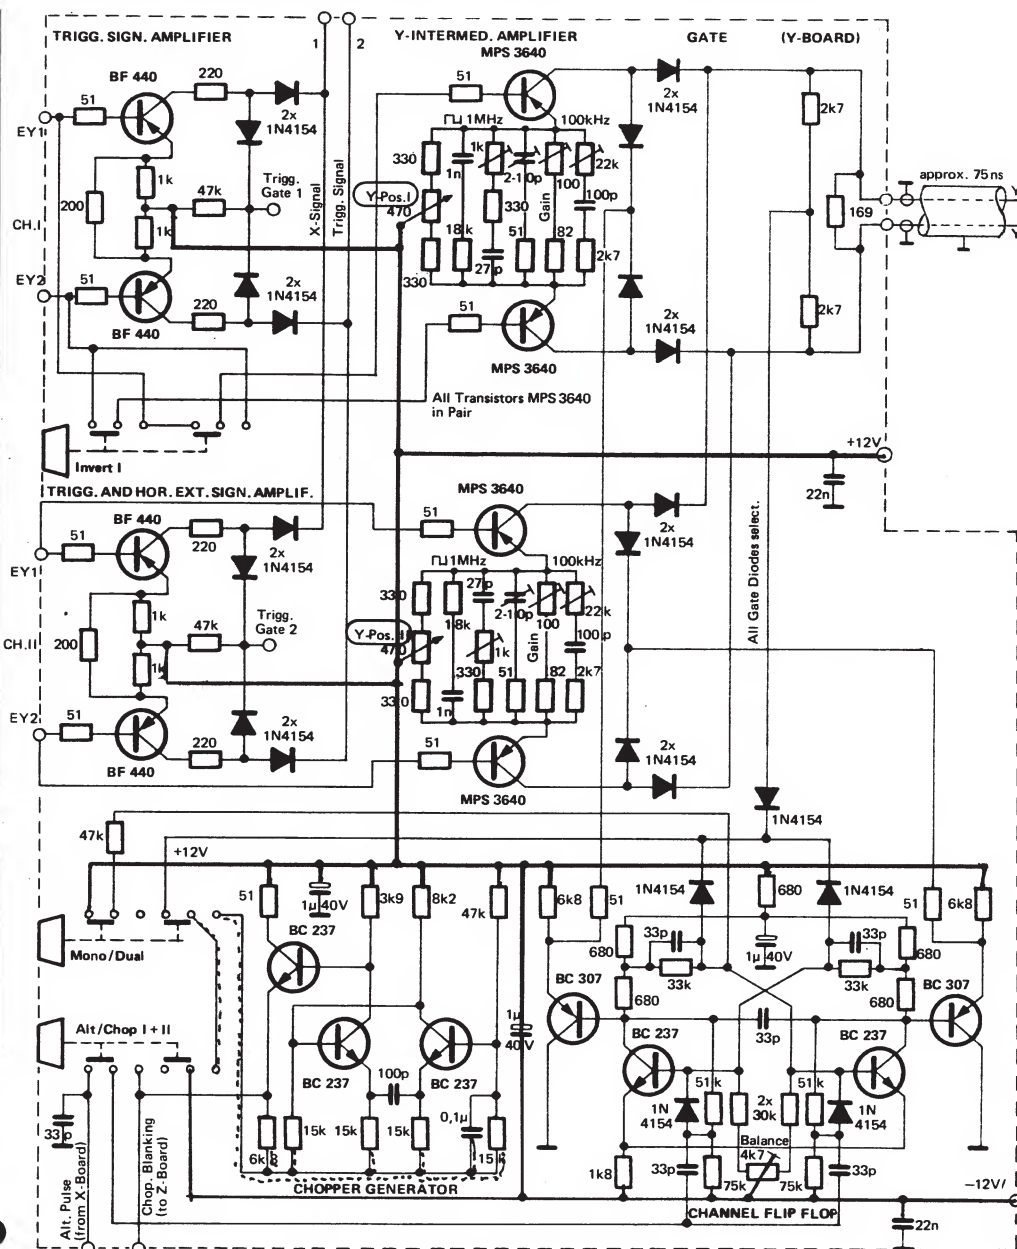 TRIGG. SIGN. AMPLIFIER
1
2
Y-INTERMED. AMPLIFIER
GATE
(Y-BOARD)
MPS 3640
BF 440
220
51
51
2x
1N4154
EY1
⊓⊔ 1MHz
100kHz
2k7
330
1k
1n
2-10p
100
22k
approx. 75ns
1k
47k
Trigg.
Gate 1
X-Signal
Trigg. Signal
Y-Pos.I
470
330
Gain
100p
200
169
Y
CH.I
1k
18k
51
82
2k7
Y
EY2
51
330
27p
2x
1N4154
51
2k7
220
BF 440
2x
1N4154
MPS 3640
All Transistors MPS 3640
in Pair
+12V
Invert I
22n
TRIGG. AND HOR. EXT. SIGN. AMPLIF.
MPS 3640
BF 440
51
220
51
2x
1N4154
2x
1N4154
EY1
⊓⊔ 1MHz
100kHz
330
27p
2-10p
100
22k
1k
47k
Trigg.
Gate 2
18k
Y-Pos. II
470
1k
Gain
100p
All Gate Diodes select.
200
CH.II
1k
330
330
51
82
2k7
1n
EY2
51
220
2x
1N4154
51
2x
1N4154
BF 440
MPS 3640
1N4154
47k
+12V
51
1µ 40V
3k9
8k2
47k
6k8
51
1N4154
680
1N4154
51
6k8
BC 237
33p
1µ 40V
33p
Mono/Dual
680
33k
33k
680
BC 307
680
680
BC 307
Alt/Chop I + II
1µ
40V
BC 237
33p
BC 237
100p
BC 237
BC 237
51k
2x
30k
51k
1N
4154
1N
4154
33p
0,1µ
6k8
15k
15k
15k
15k
Balance
4k7
33p
33p
1k8
75k
75k
CHOPPER GENERATOR
−12V/
CHANNEL FLIP FLOP
Alt. Pulse
(from X-Board)
Chop. Blanking
(to Z-Board)
22n